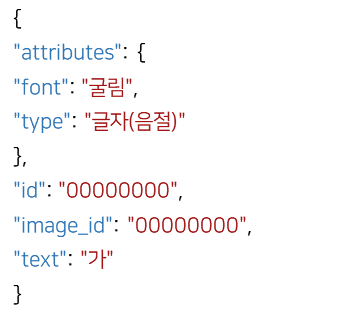 {
"attributes": {
"font": "굴림",
"type": "글자(음절)"
},
"id": "00000000",
"image_id": "00000000",
"text": "가"
}